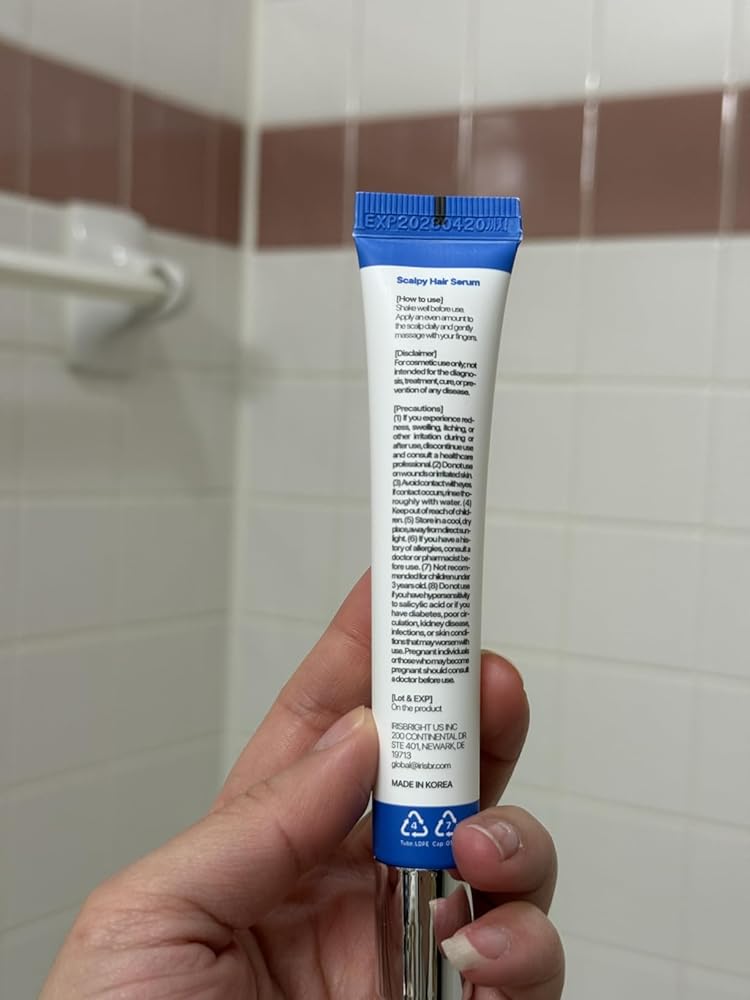 Scalpy Hair Serum
[How to use]
Shake well before use.
Apply an even amount to
the scalp daily and gently
massage with your fingers.
[Disclaimer]
For cosmetic use only; not
intended for the diagno-
sis, treatment, cure, or pre-
vention of any disease.
[Precautions]
(1) If you experience red-
ness, swelling, itching, or
other irritation during or
after use, discontinue use
and consult a healthcare
professional. (2) Do not use
on wounds or irritated skin.
(3) Avoid contact with eyes.
If contact occurs, rinse tho-
roughly with water. (4)
Keep out of reach of child-
ren. (5) Store in a cool, dry
place, away from direct sun-
light. (6) If you have a his-
tory of allergies, consult a
doctor or pharmacist be-
fore use. (7) Not recom-
mended for children under
3 years old. (8) Do not use
if you have hypersensitivity
to salicylic acid or if you
have diabetes, poor cir-
culation, kidney disease,
infections, or skin condi-
tions that may worsen with
use. Pregnant individuals
or those who may become
pregnant should consult
a doctor before use.
[Lot & EXP]
On the product
IRISBRIGHT US INC
200 CONTINENTAL DR
STE 401, NEWARK, DE
19713
global@irisbr.com
MADE IN KOREA
4 7
Tube LDPE Cap